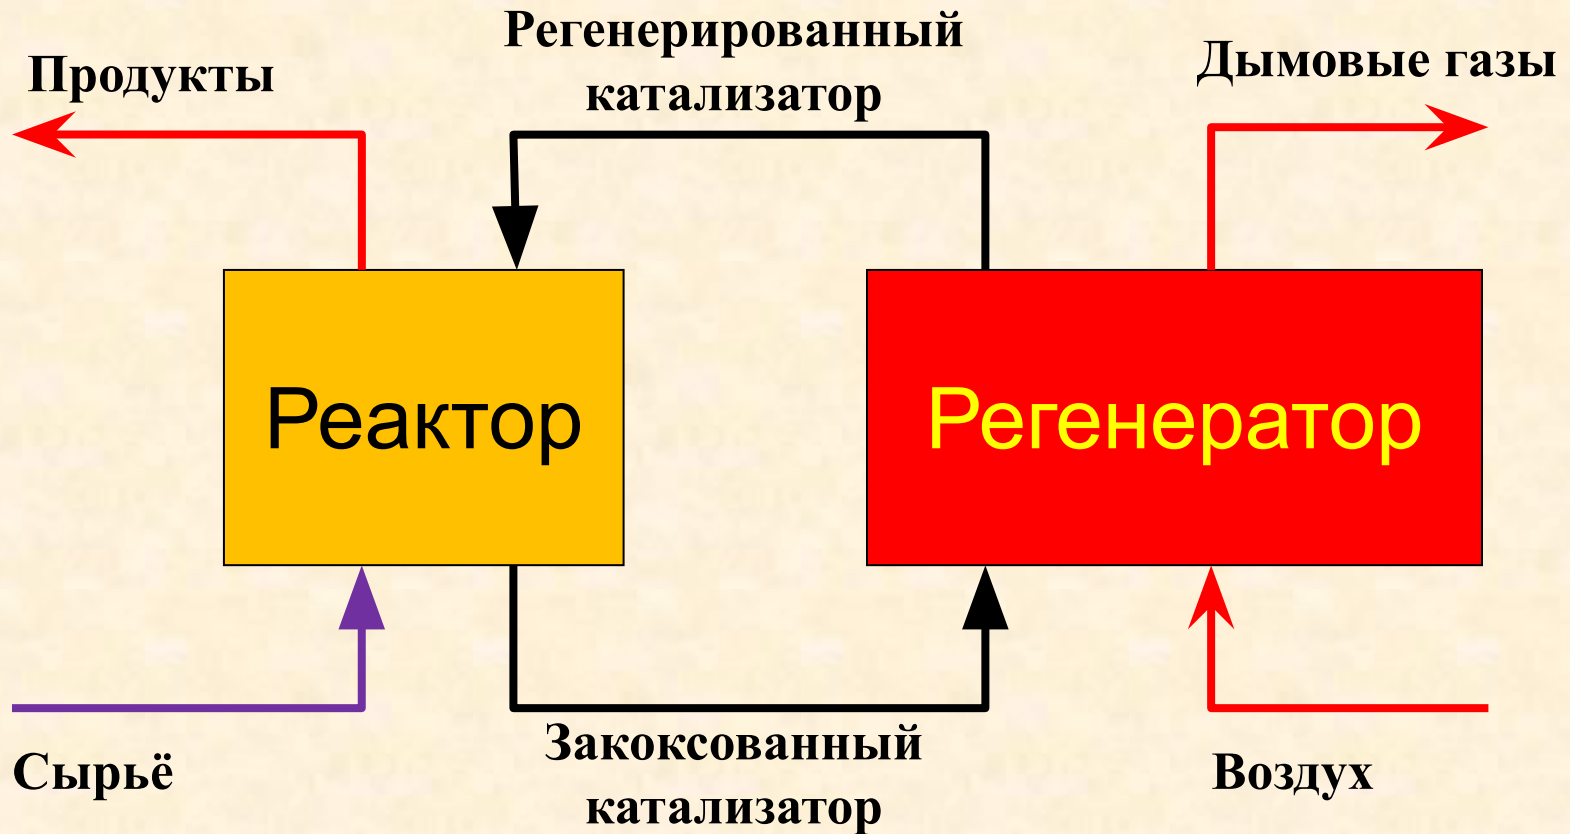 Продукты
Регенерированный
катализатор
Дымовые газы
Реактор
Регенератор
Сырьё
Закоксованный
катализатор
Воздух